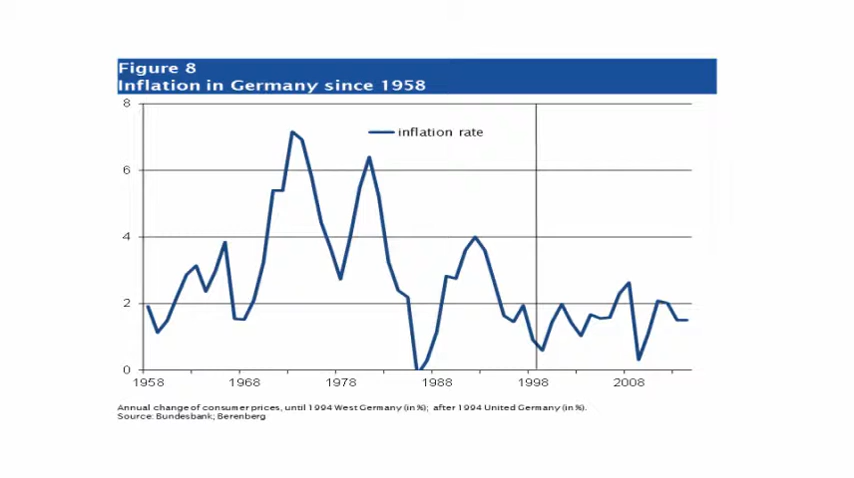 Figure 8
Inflation in Germany since 1958
8
inflation rate
6
4
2
0
1958 1968 1978 1988 1998 2008
Annual change of consumer prices, until 1994 West Germany (in %); after 1994 United Germany (in %).
Source: Bundesbank; Berenberg